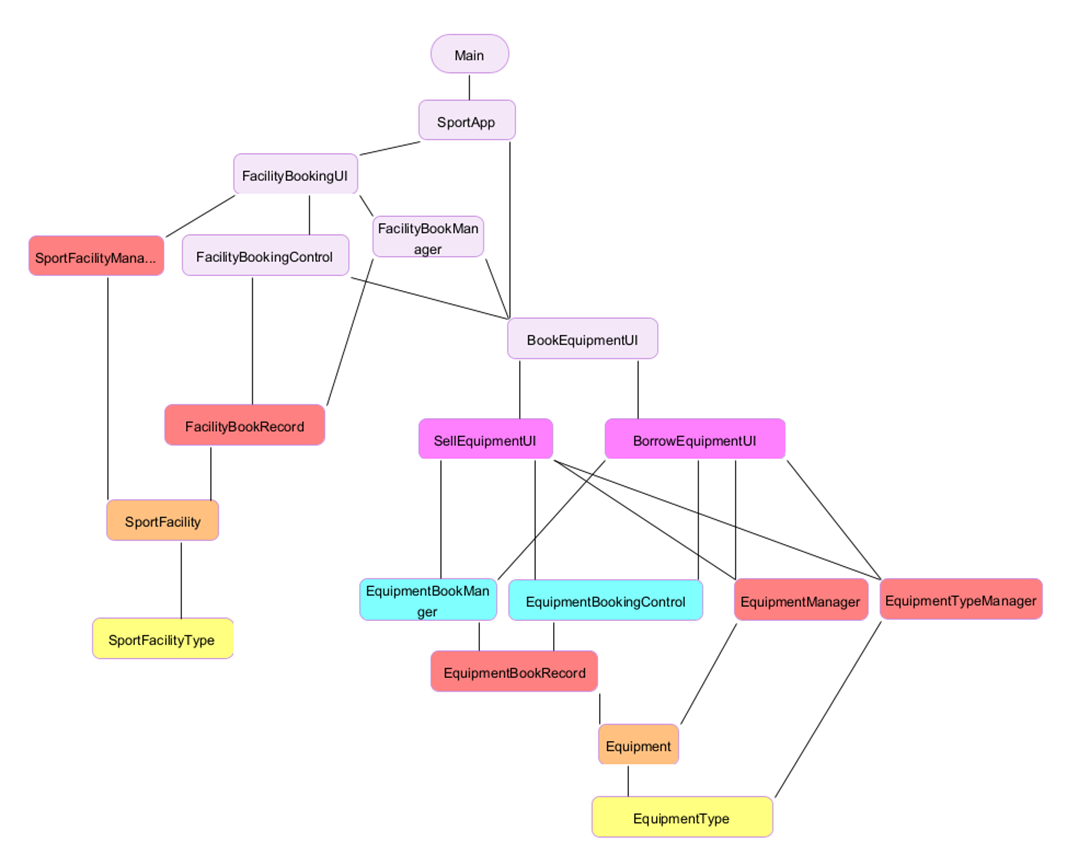 Main
SportApp
FacilityBookingUI
FacilityBookMan
ager
SportFacilityMana...
FacilityBookingControl
BookEquipmentUI
FacilityBookRecord
SellEquipmentUI
BorrowEquipmentUI
SportFacility
EquipmentBookMan
ger
EquipmentBookingControl
EquipmentManager
EquipmentTypeManager
SportFacilityType
EquipmentBookRecord
Equipment
EquipmentType